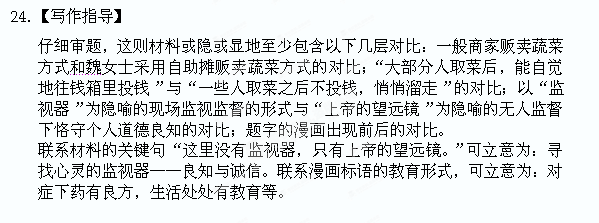 24. 【写作指导】
仔细审题，这则材料或隐或显地至少包含以下几层对比：一般商家贩卖蔬菜
方式和魏女士采用自助摊贩卖蔬菜方式的对比；“大部分人取菜后，能自觉
地往钱箱里投钱”与“一些人取菜之后不投钱，悄悄溜走”的对比；以“监
视器”为隐喻的现场监视监督的形式与“上帝的望远镜”为隐喻的无人监督
下恪守个人道德良知的对比；题字的漫画出现前后的对比。
联系材料的关键句“这里没有监视器，只有上帝的望远镜。”可立意为：寻
找心灵的监视器——良知与诚信。联系漫画标语的教育形式，可立意为：对
症下药有良方，生活处处有教育等。